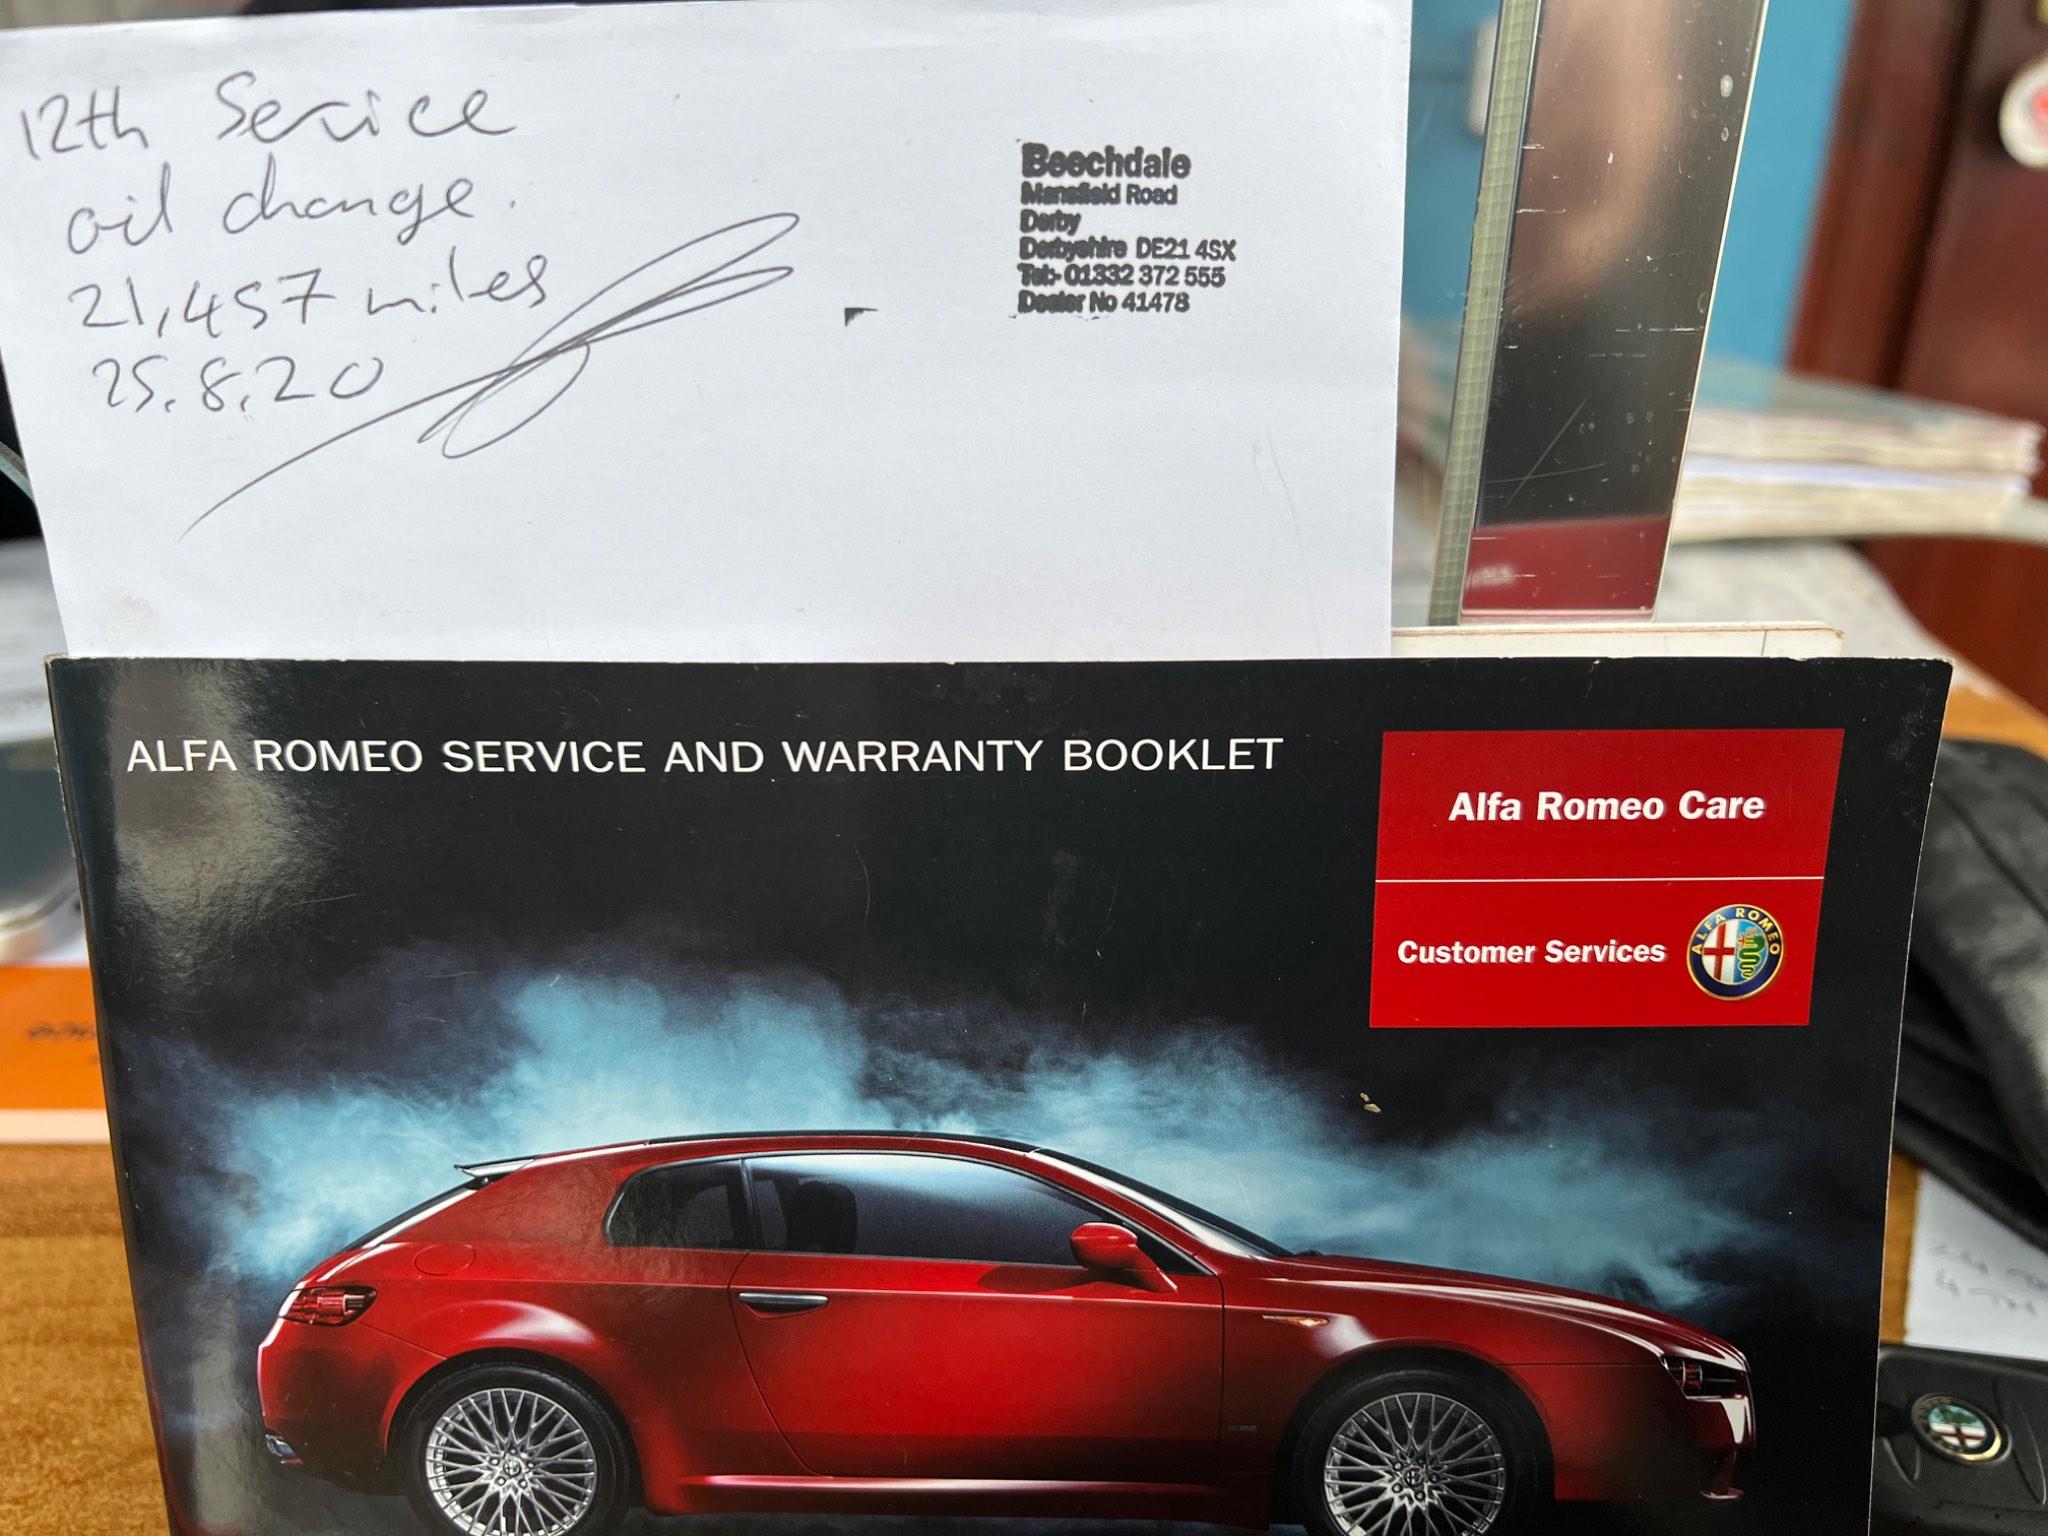 12th Service
oil change.
21,457 miles
25.8.20
Beechdale
Mansfield Road
Derby
Derbyshire DE21 4SX
Tel:- 01332 372 555
Dealer No 41478
ALFA ROMEO SERVICE AND WARRANTY BOOKLET
Alfa Romeo Care
Customer Services
ALFA ROMEO